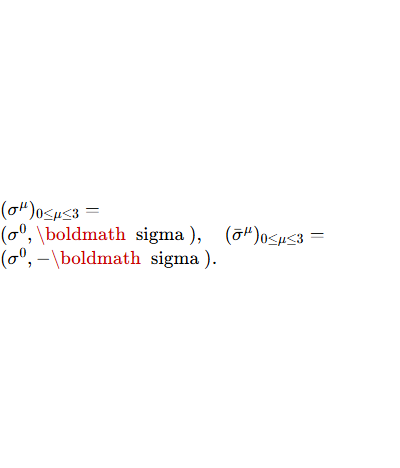 (σ^μ)_{0≤μ≤3} =
(σ^0, \boldmath sigma ), (σ̄^μ)_{0≤μ≤3} =
(σ^0, −\boldmath sigma ).